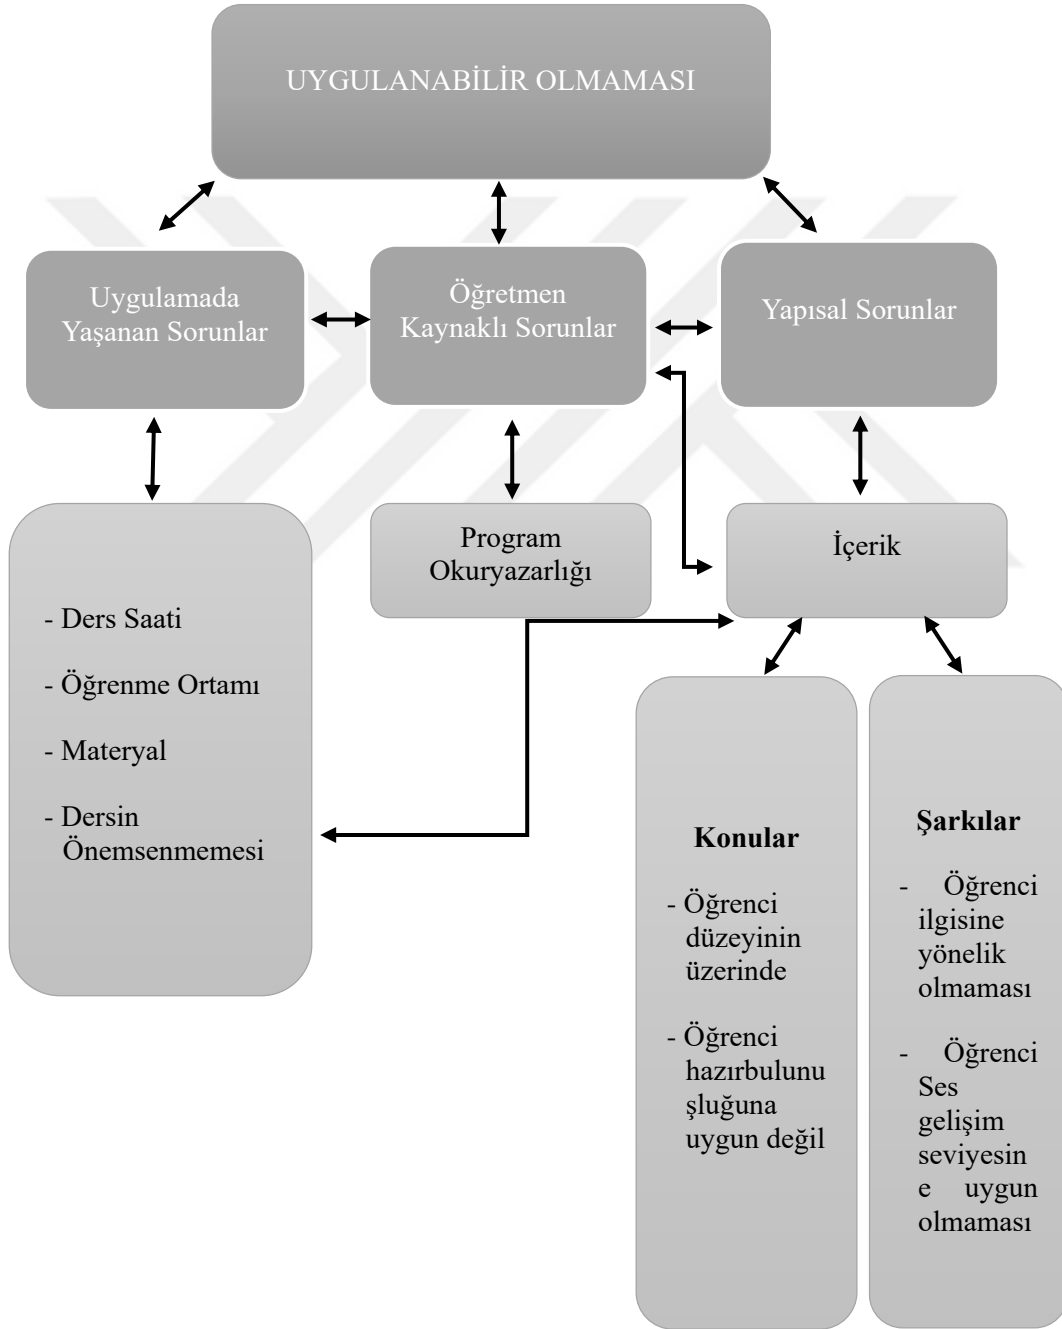 UYGULANABİLİR OLMAMASI
Uygulamada
Yaşanan Sorunlar
Öğretmen
Kaynaklı Sorunlar
Yapısal Sorunlar
- Ders Saati
- Öğrenme Ortamı
- Materyal
- Dersin
Önemsenmemesi
Program
Okuryazarlığı
İçerik
Konular
- Öğrenci
düzeyinin
üzerinde
- Öğrenci
hazırbulunu
şluğuna
uygun değil
Şarkılar
- Öğrenci
ilgisine
yönelik
olmaması
- Öğrenci
Ses
gelişim
seviyesin
e uygun
olmaması